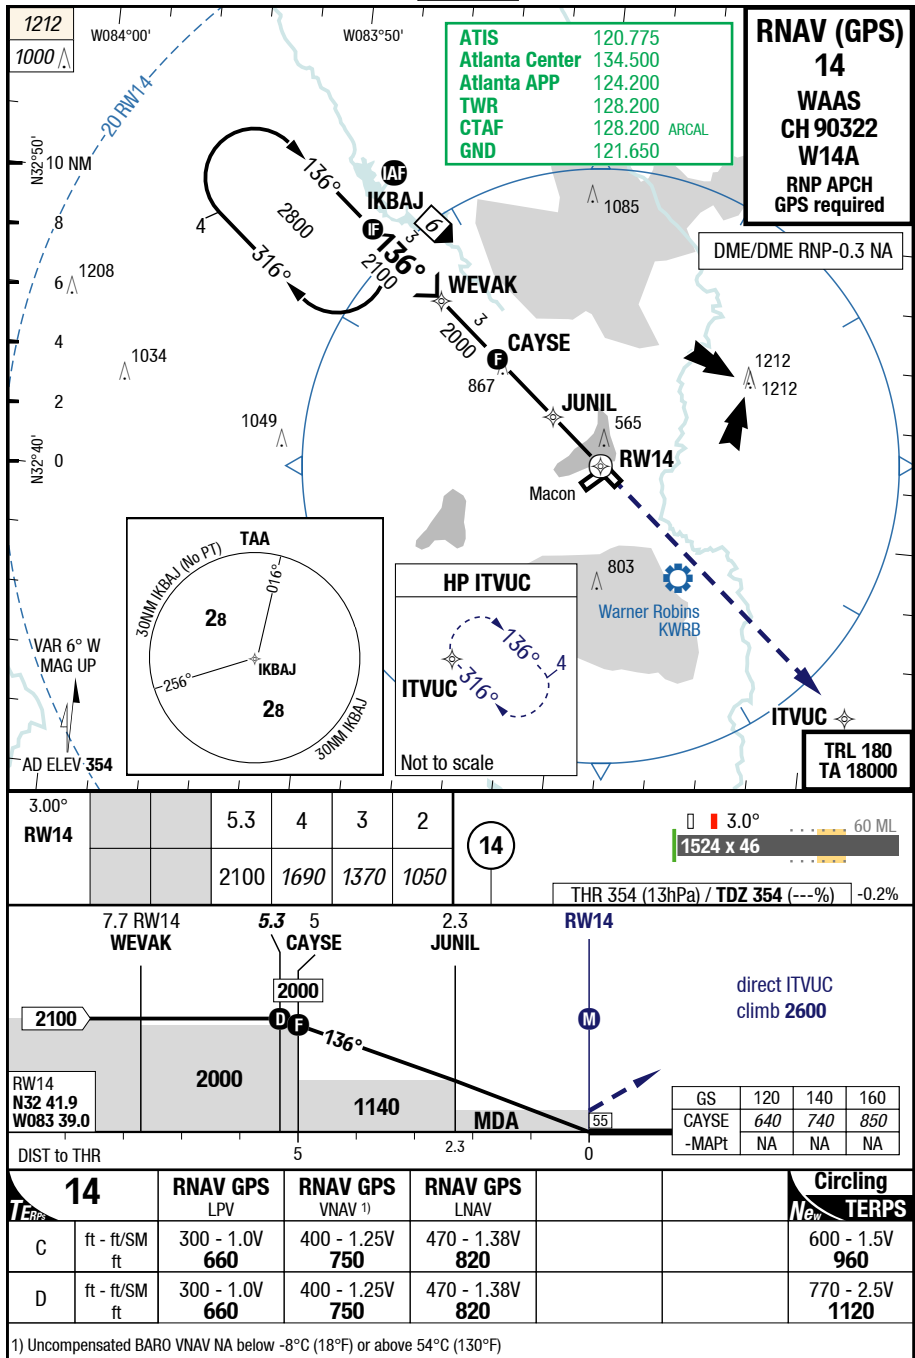 1212
1000
W084°00'
W083°50'
20 RW14
ATIS 120.775
Atlanta Center 134.500
Atlanta APP 124.200
TWR 128.200
CTAF 128.200 ARCAL
GND 121.650
RNAV (GPS)
14
WAAS
CH 90322
W14A
RNP APCH
GPS required
DME/DME RNP-0.3 NA
N32°50'
10 NM
8
6
4
2
0
N32°40'
136°
2800
4
316°
IAF
IKBAJ
IF
6
3
136°
2100
WEVAK
3
2000
CAYSE
F
867
JUNIL
565
RW14
Macon
1085
1208
1034
1049
1212
1212
803
Warner Robins
KWRB
ITVUC
TAA
30NM IKBAJ (No PT)
016°
28
IKBAJ
256°
28
30NM IKBAJ
HP ITVUC
136°
4
316°
ITVUC
Not to scale
VAR 6° W
MAG UP
AD ELEV 354
TRL 180
TA 18000
3.00°
RW14
5.3 4 3 2
2100 1690 1370 1050
14
3.0°
60 ML
1524 x 46
THR 354 (13hPa) / TDZ 354 (---%) -0.2%
7.7 RW14 5.3 5 2.3 RW14
WEVAK CAYSE JUNIL
2000
2100
D F
136°
M
direct ITVUC
climb 2600
2000
1140
MDA
55
RW14
N32 41.9
W083 39.0
DIST to THR 5 2.3 0
GS 120 140 160
CAYSE 640 740 850
-MAPt NA NA NA
TERPS 14
RNAV GPS LPV
RNAV GPS VNAV 1)
RNAV GPS LNAV
Circling
New TERPS
C ft - ft/SM 300 - 1.0V 400 - 1.25V 470 - 1.38V 600 - 1.5V
ft 660 750 820 960
D ft - ft/SM 300 - 1.0V 400 - 1.25V 470 - 1.38V 770 - 2.5V
ft 660 750 820 1120
1) Uncompensated BARO VNAV NA below -8°C (18°F) or above 54°C (130°F)